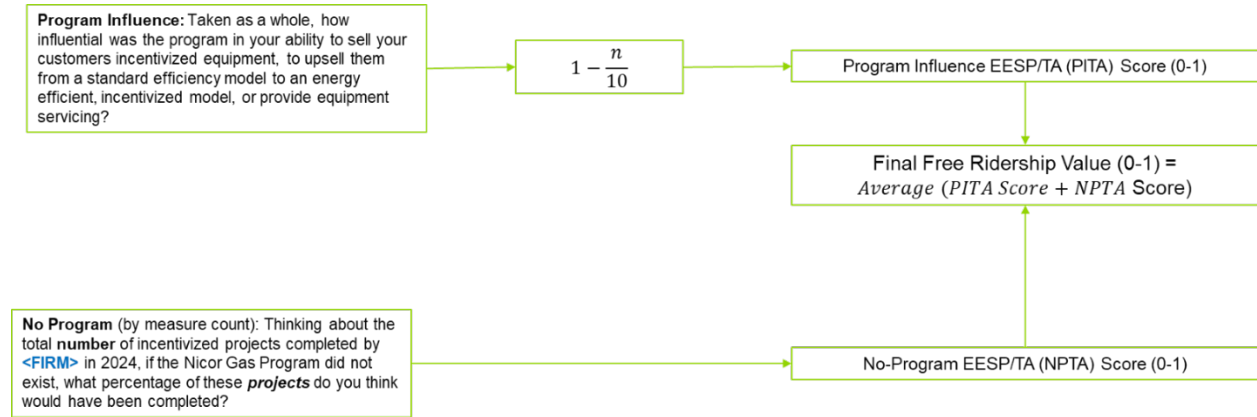 Program Influence: Taken as a whole, how
influential was the program in your ability to sell your
customers incentivized equipment, to upsell them
from a standard efficiency model to an energy
efficient, incentivized model, or provide equipment
servicing?
1 − n/10
Program Influence EESP/TA (PITA) Score (0-1)
Final Free Ridership Value (0-1) =
Average (PITA Score + NPTA Score)
No Program (by measure count): Thinking about the
total number of incentivized projects completed by
<FIRM> in 2024, if the Nicor Gas Program did not
exist, what percentage of these projects do you think
would have been completed?
No-Program EESP/TA (NPTA) Score (0-1)